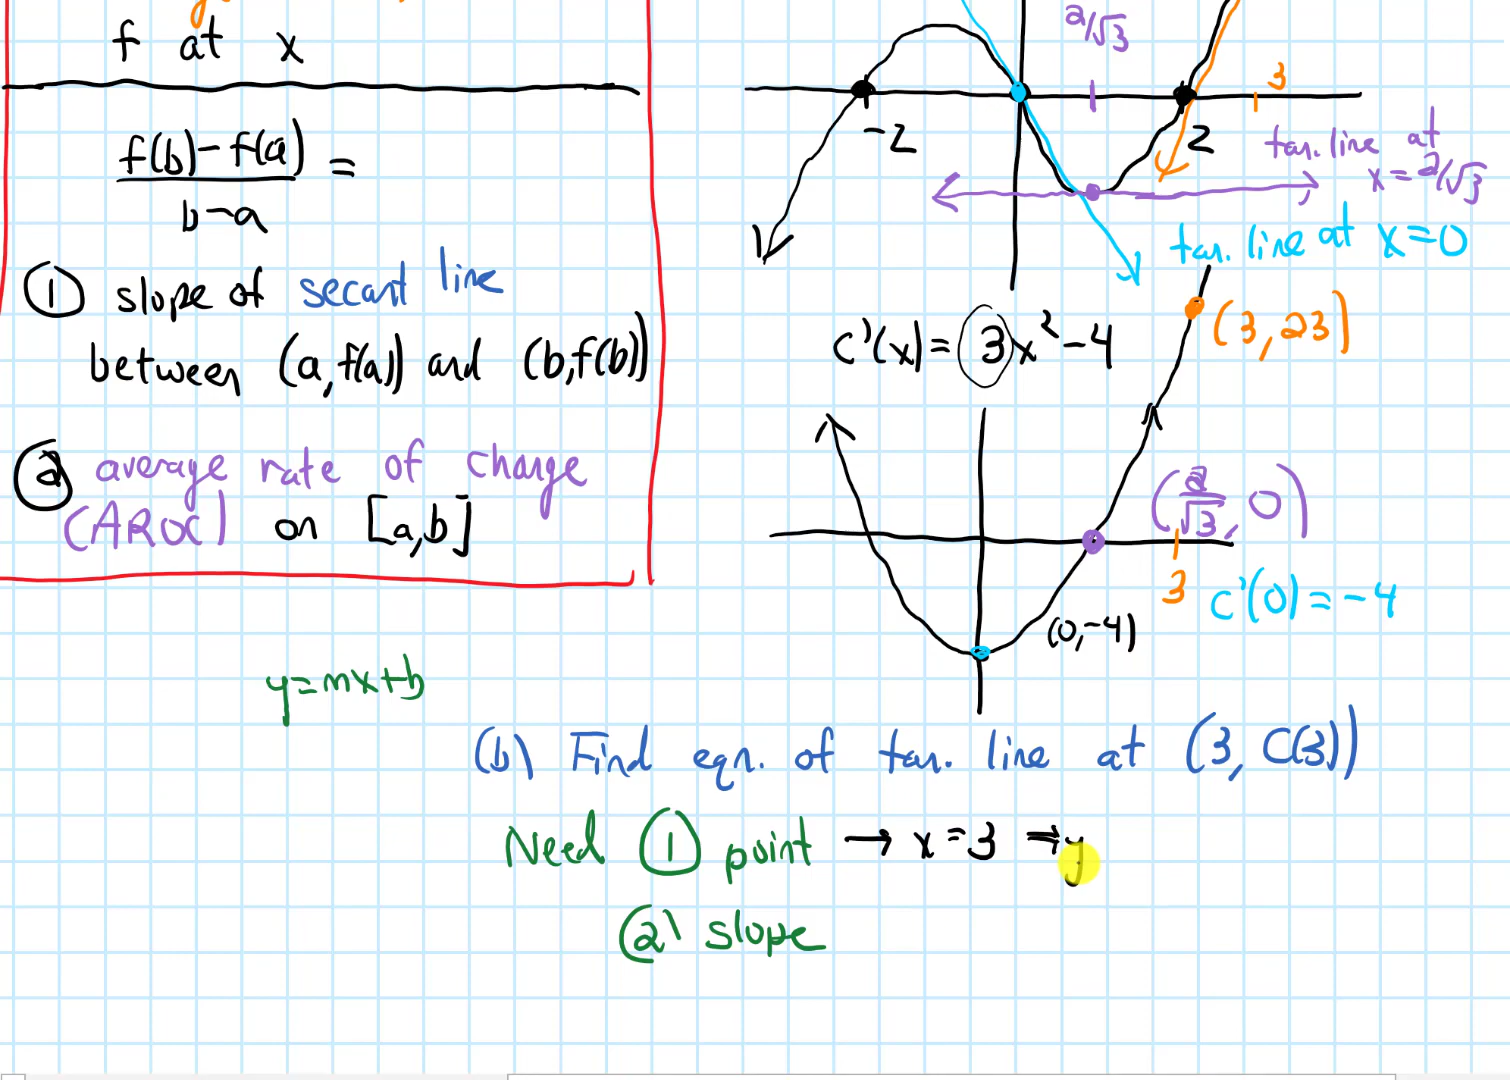 f at x
f(b)-f(a) =
b-a
① slope of secant line
between (a, f(a)) and (b, f(b))
② average rate of change
(AROC) on [a,b]
2/√3
3
-2
2
tan. line at
x=2/√3
tan. line at x=0
c'(x)=3x²-4
(3,23)
(2/√3, 0)
3
c'(0)=-4
(0,-4)
y=mx+b
(b) Find eqn. of tan. line at (3, C(3))
Need ① point → x=3 ⇒ y
② slope